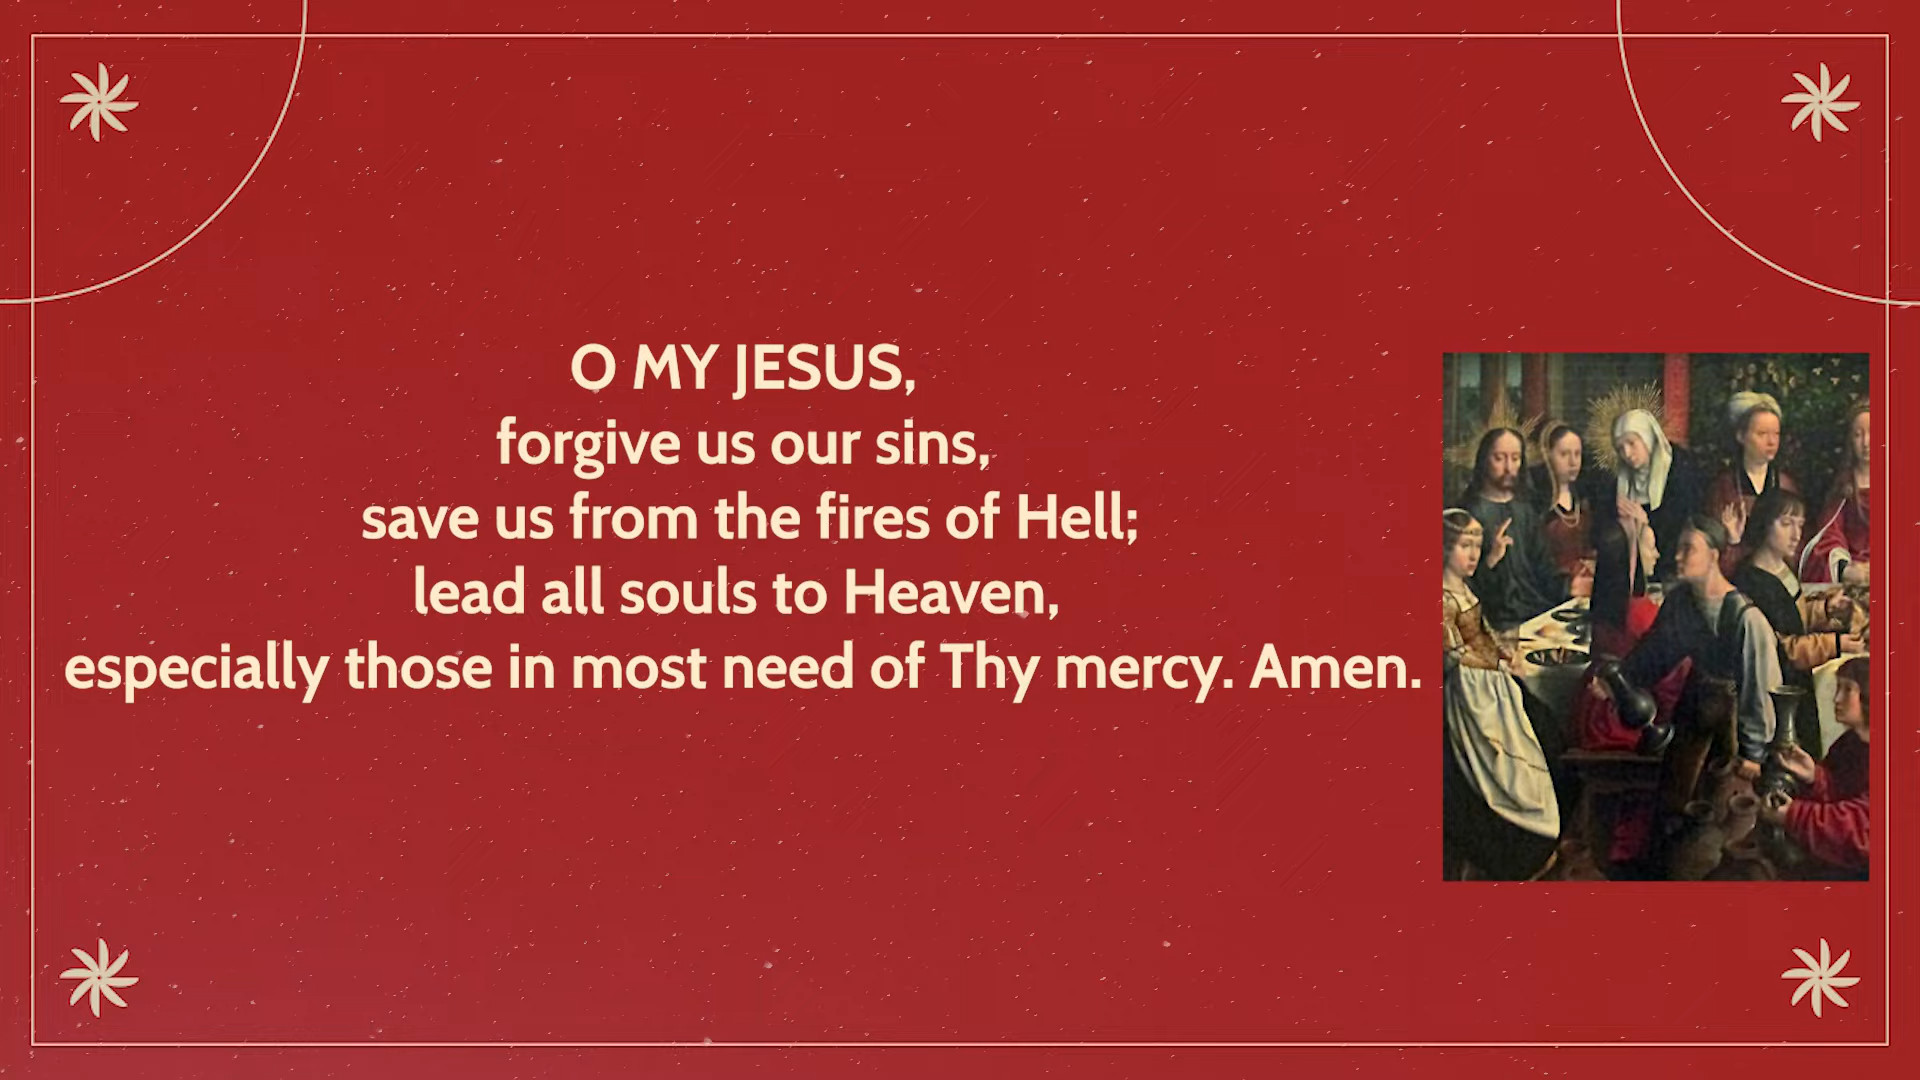 O MY JESUS,
forgive us our sins,
save us from the fires of Hell;
lead all souls to Heaven,
especially those in most need of Thy mercy. Amen.